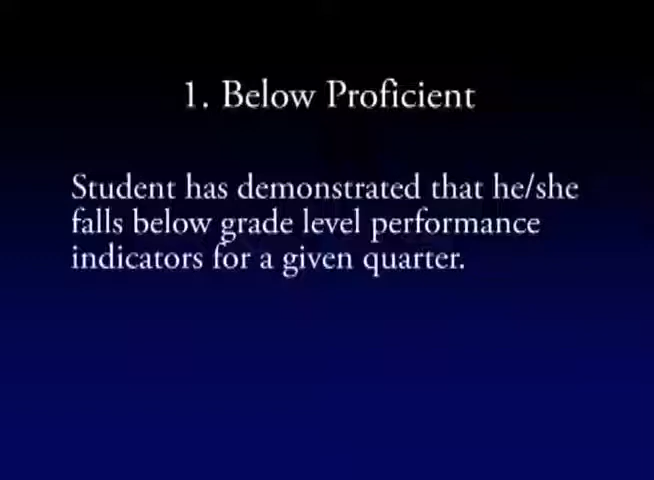 1. Below Proficient
Student has demonstrated that he/she
falls below grade level performance
indicators for a given quarter.